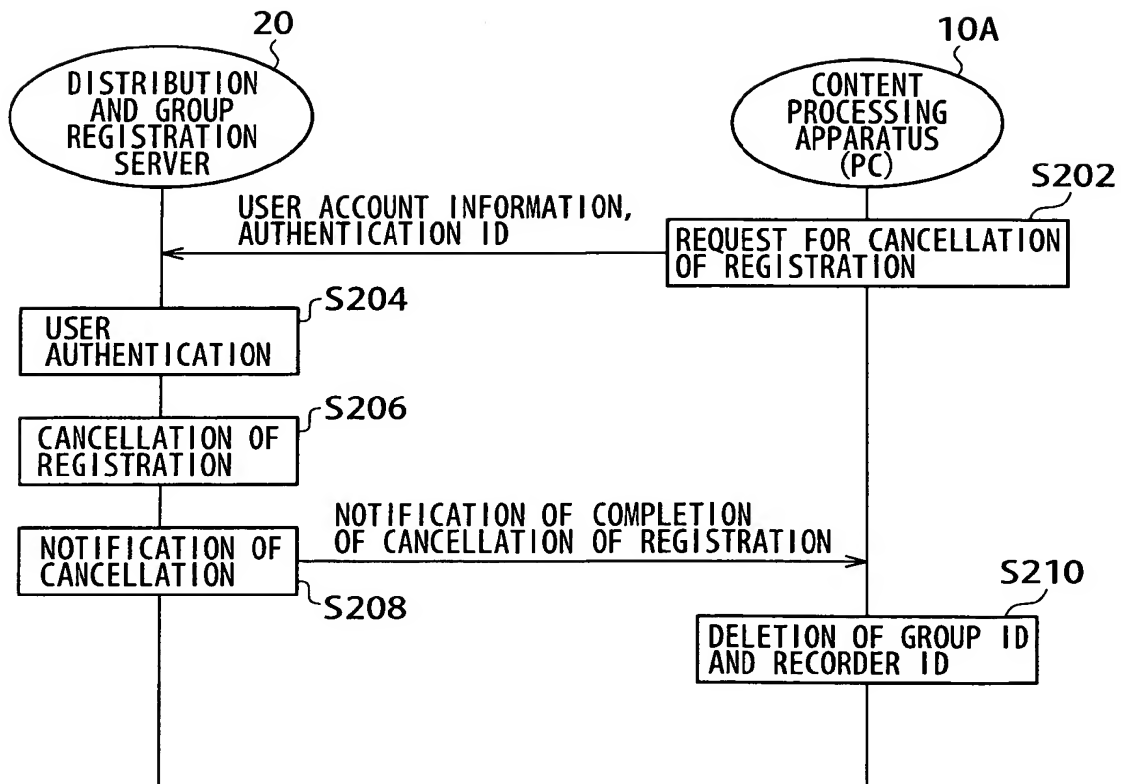 20
DISTRIBUTION
AND GROUP
REGISTRATION
SERVER
10A
CONTENT
PROCESSING
APPARATUS
(PC)
S202
USER ACCOUNT INFORMATION,
AUTHENTICATION ID
REQUEST FOR CANCELLATION
OF REGISTRATION
S204
USER
AUTHENTICATION
S206
CANCELLATION OF
REGISTRATION
NOTIFICATION OF COMPLETION
OF CANCELLATION OF REGISTRATION
NOTIFICATION OF
CANCELLATION
S208
S210
DELETION OF GROUP ID
AND RECORDER ID